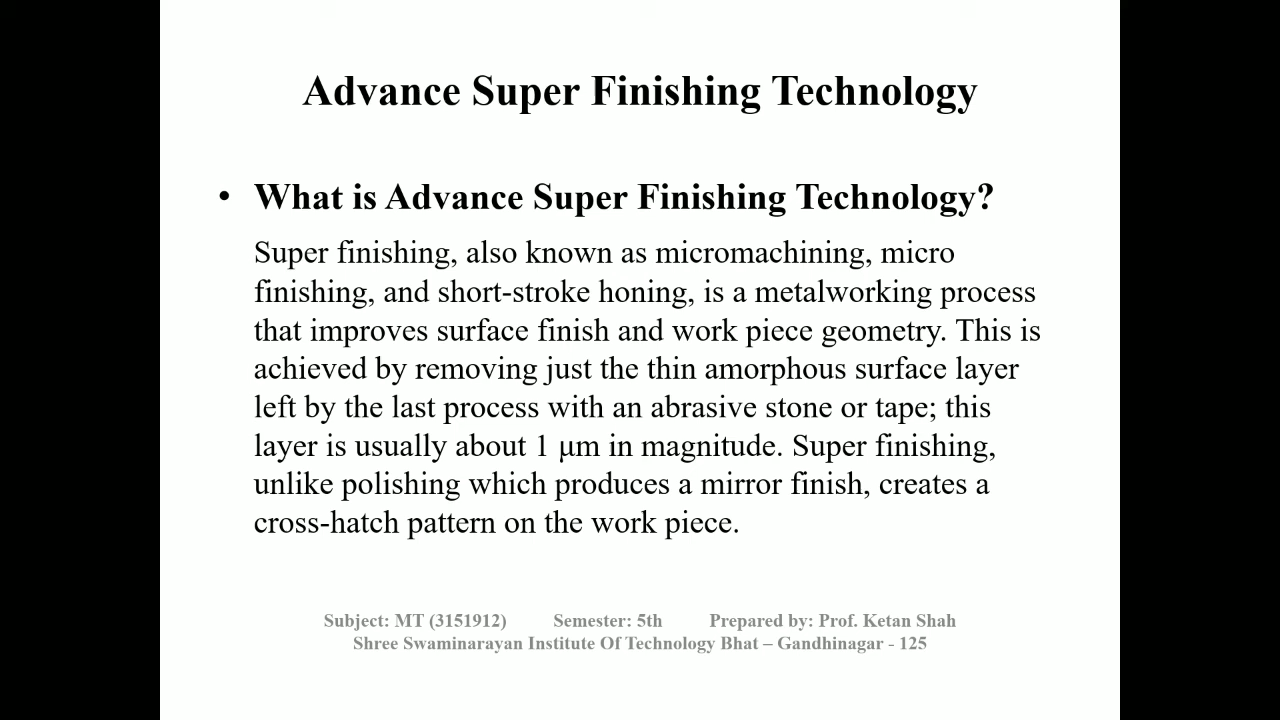 Advance Super Finishing Technology
• What is Advance Super Finishing Technology?
Super finishing, also known as micromachining, micro
finishing, and short-stroke honing, is a metalworking process
that improves surface finish and work piece geometry. This is
achieved by removing just the thin amorphous surface layer
left by the last process with an abrasive stone or tape; this
layer is usually about 1 μm in magnitude. Super finishing,
unlike polishing which produces a mirror finish, creates a
cross-hatch pattern on the work piece.
Subject: MT (3151912) Semester: 5th Prepared by: Prof. Ketan Shah
Shree Swaminarayan Institute Of Technology Bhat – Gandhinagar - 125